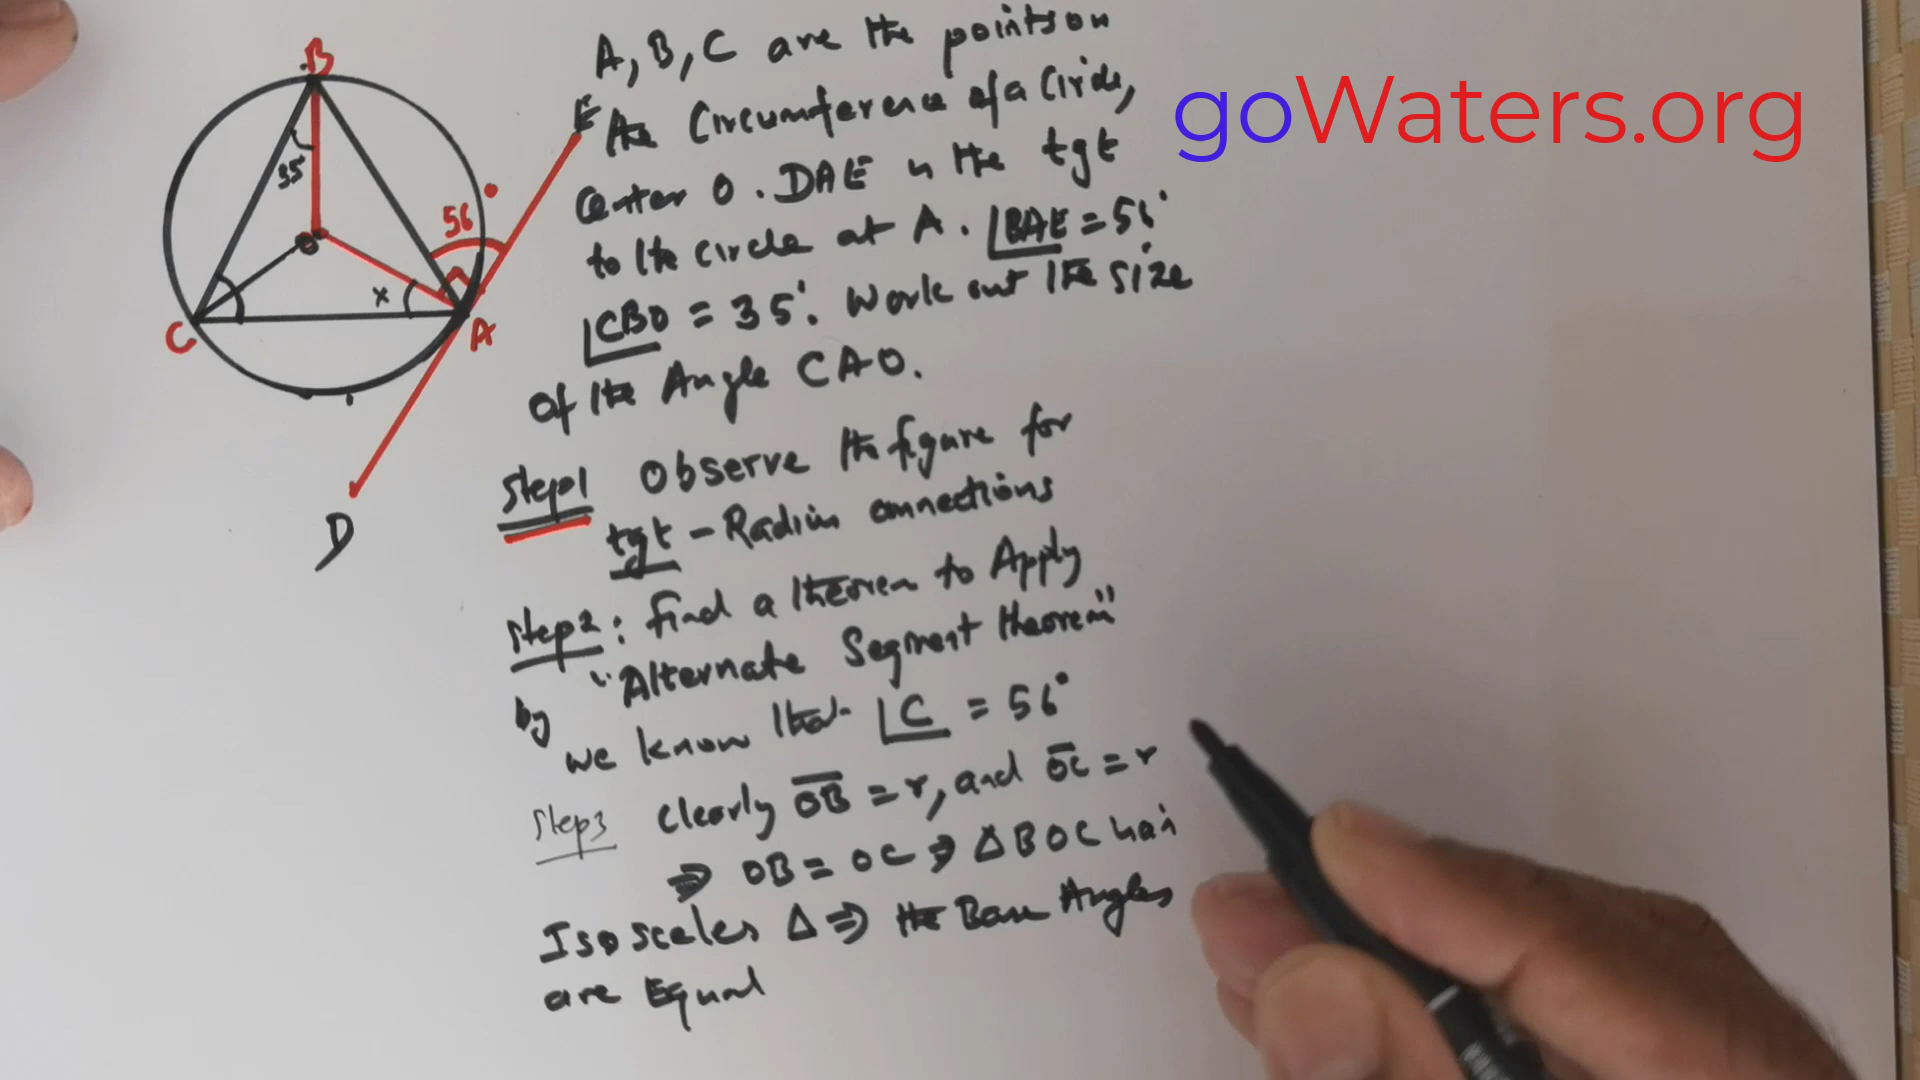 B
E
35°
56
O
x
C
A
D
A, B, C are the points on
the Circumference of a Circle,
Center O. DAE is the tgt
to the circle at A. ∠BAE = 56°
∠CBO = 35°. Work out the size
of the Angle CAO.
Step1 Observe the figure for
tgt - Radius connections
Step2: find a theorem to Apply
by "Alternate Segment theorem"
we know that ∠C = 56°
Step3 Clearly OB = r, and OC = r
⇒ OB = OC ⇒ Δ BOC
Isosceles Δ ⇒ the Base Angles
are Equal
goWaters.org